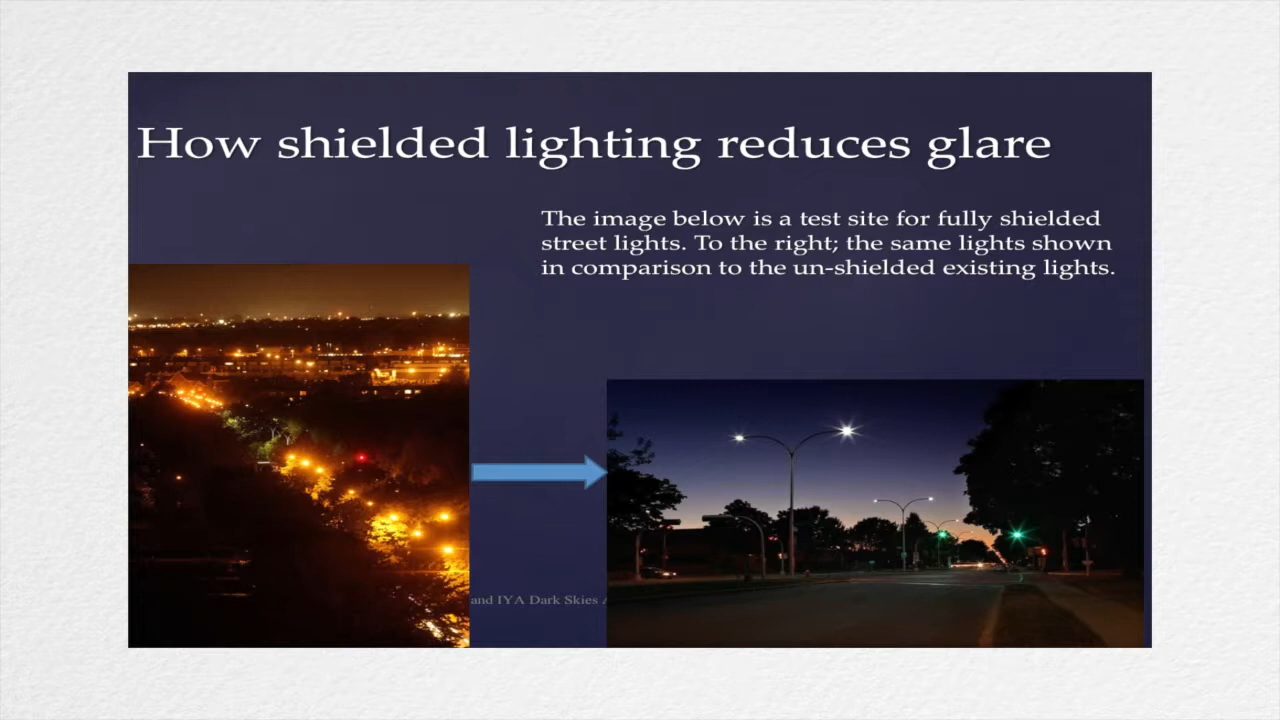 How shielded lighting reduces glare
The image below is a test site for fully shielded
street lights. To the right; the same lights shown
in comparison to the un-shielded existing lights.
and IYA Dark Skies